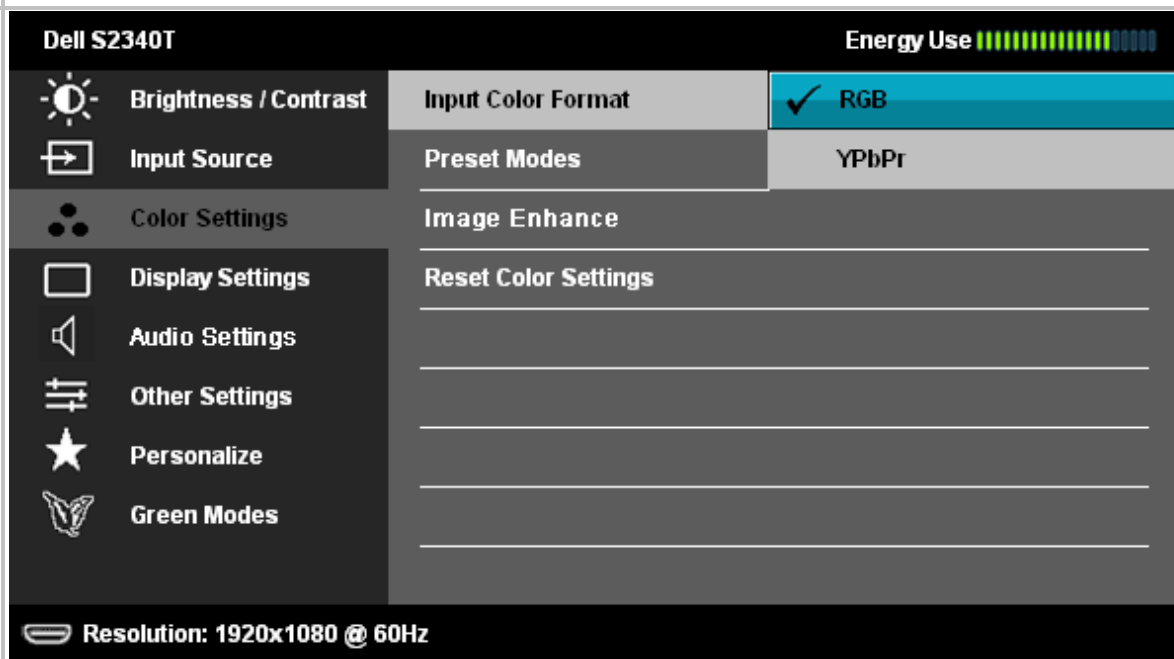 Dell S2340T
Energy Use
Brightness / Contrast
Input Source
Color Settings
Display Settings
Audio Settings
Other Settings
Personalize
Green Modes
Input Color Format
Preset Modes
Image Enhance
Reset Color Settings
RGB
YPbPr
Resolution: 1920x1080 @ 60Hz